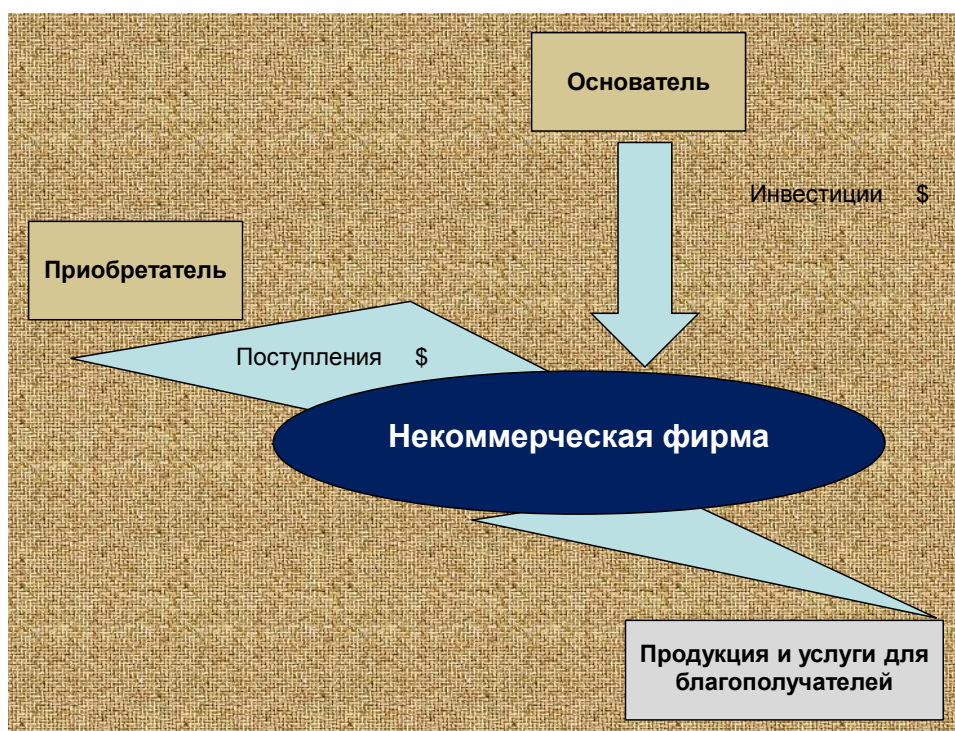 Основатель
Инвестиции $
Приобретатель
Поступления $
Некоммерческая фирма
Продукция и услуги для
благополучателей